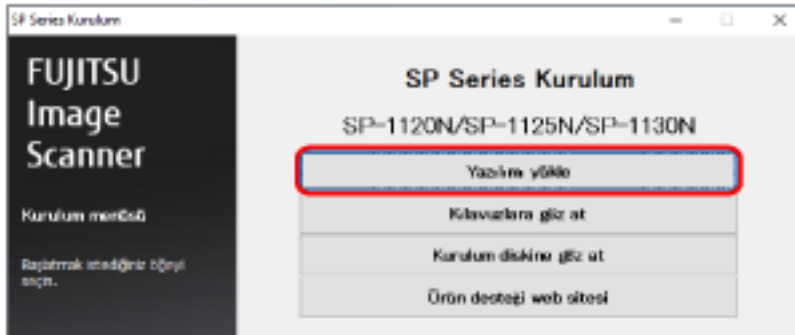 SP Series Kurulum
FUJITSU
Image
Scanner
Kurulum menüsü
Başlatmak istediğiniz öğeyi
seçin.
SP Series Kurulum
SP-1120N/SP-1125N/SP-1130N
Yazılımı yükle
Kılavuzlara göz at
Kurulum diskine göz at
Ürün desteği web sitesi